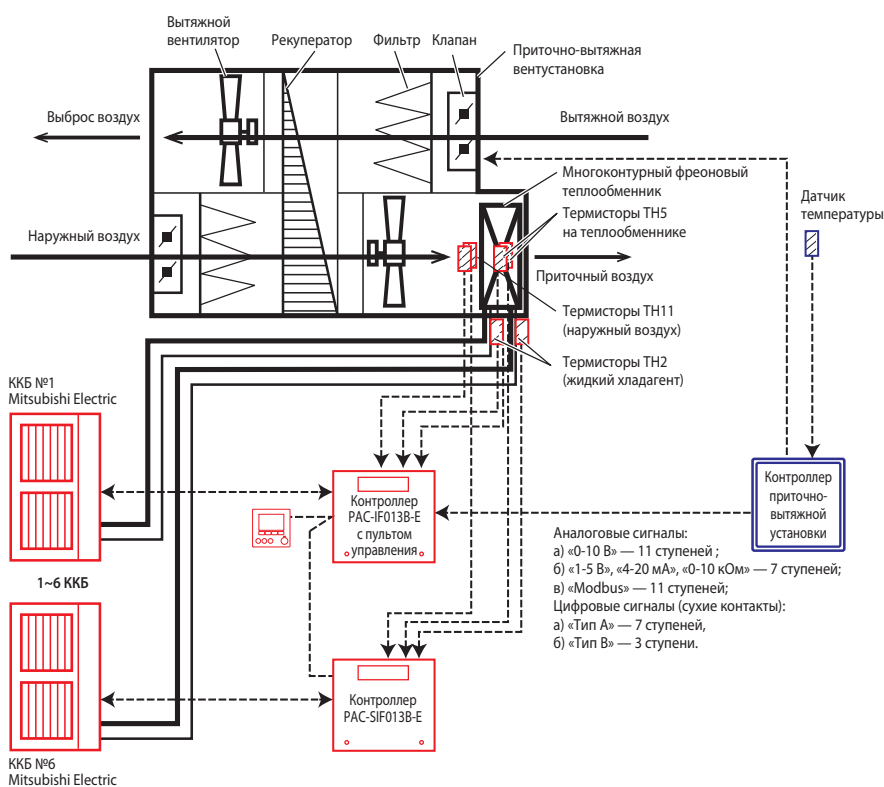 Вытяжной
вентилятор
Рекуператор
Фильтр
Клапан
Приточно-вытяжная
вентустановка
Выброс воздух
Вытяжной воздух
Многоконтурный фреоновый
теплообменник
Термисторы TH5
на теплообменнике
Датчик
температуры
Наружный воздух
Приточный воздух
Термисторы TH11
(наружный воздух)
Термисторы TH2
(жидкий хладагент)
ККБ №1
Mitsubishi Electric
Контроллер
PAC-IF013B-E
с пультом
управления
Контроллер
приточно-
вытяжной
установки
Аналоговые сигналы:
а) «0-10 В» — 11 ступеней ;
б) «1-5 В», «4-20 мА», «0-10 кОм» — 7 ступеней;
в) «Modbus» — 11 ступеней;
Цифровые сигналы (сухие контакты):
а) «Тип А» — 7 ступеней,
б) «Тип В» — 3 ступени.
1~6 ККБ
Контроллер
PAC-SIF013B-E
ККБ №6
Mitsubishi Electric